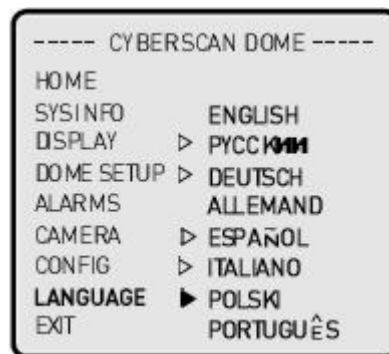 ----- CYBERSCAN DOME -----
HOME
SYSINFO ENGLISH
DISPLAY ▷ РУССКИИ
DOME SETUP ▷ DEUTSCH
ALARMS ALLEMAND
CAMERA ▷ ESPAÑOL
CONFIG ▷ ITALIANO
LANGUAGE ▶ POLSKI
EXIT PORTUGUÊS